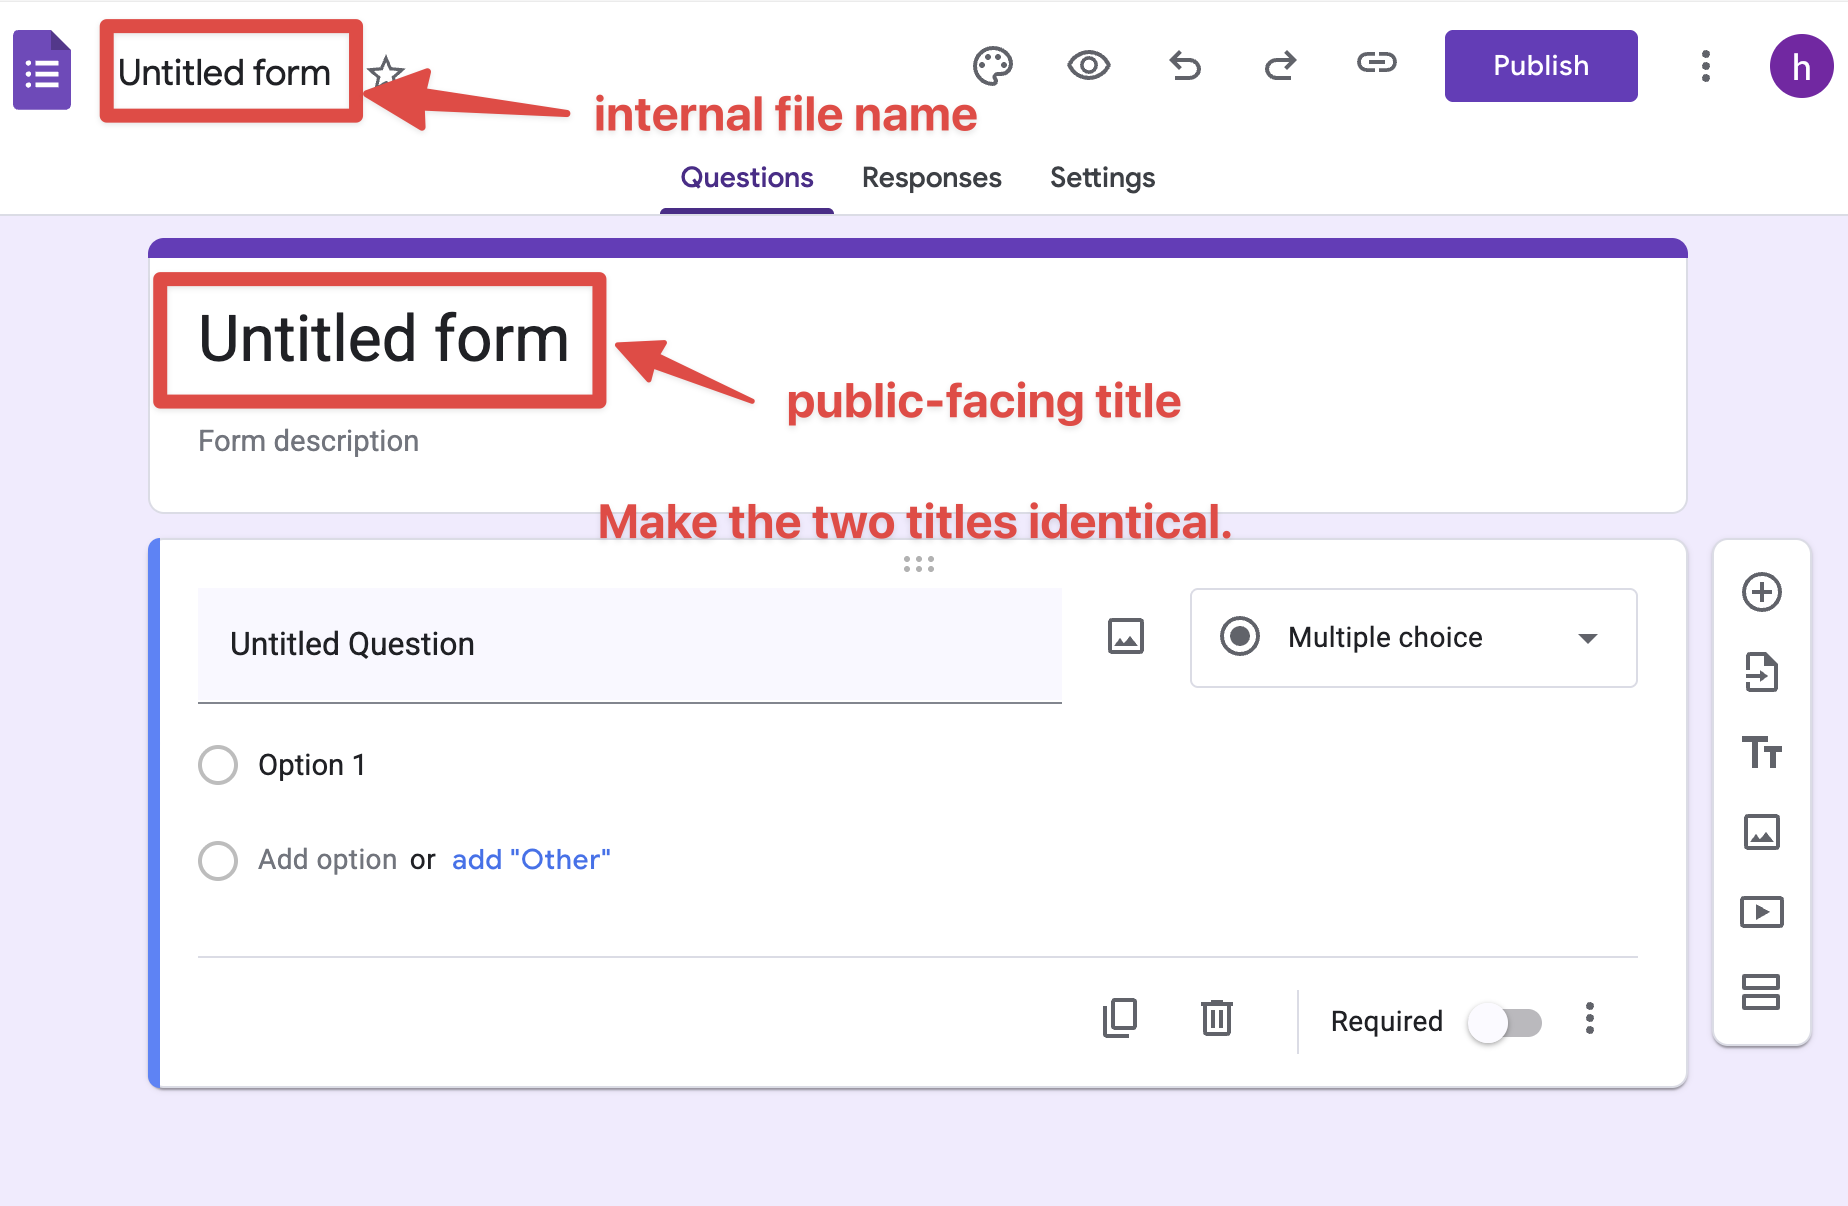 Untitled form
Publish
h
internal file name
Questions Responses Settings
Untitled form
public-facing title
Form description
Make the two titles identical.
Untitled Question
Multiple choice
Option 1
Add option or add "Other"
Required